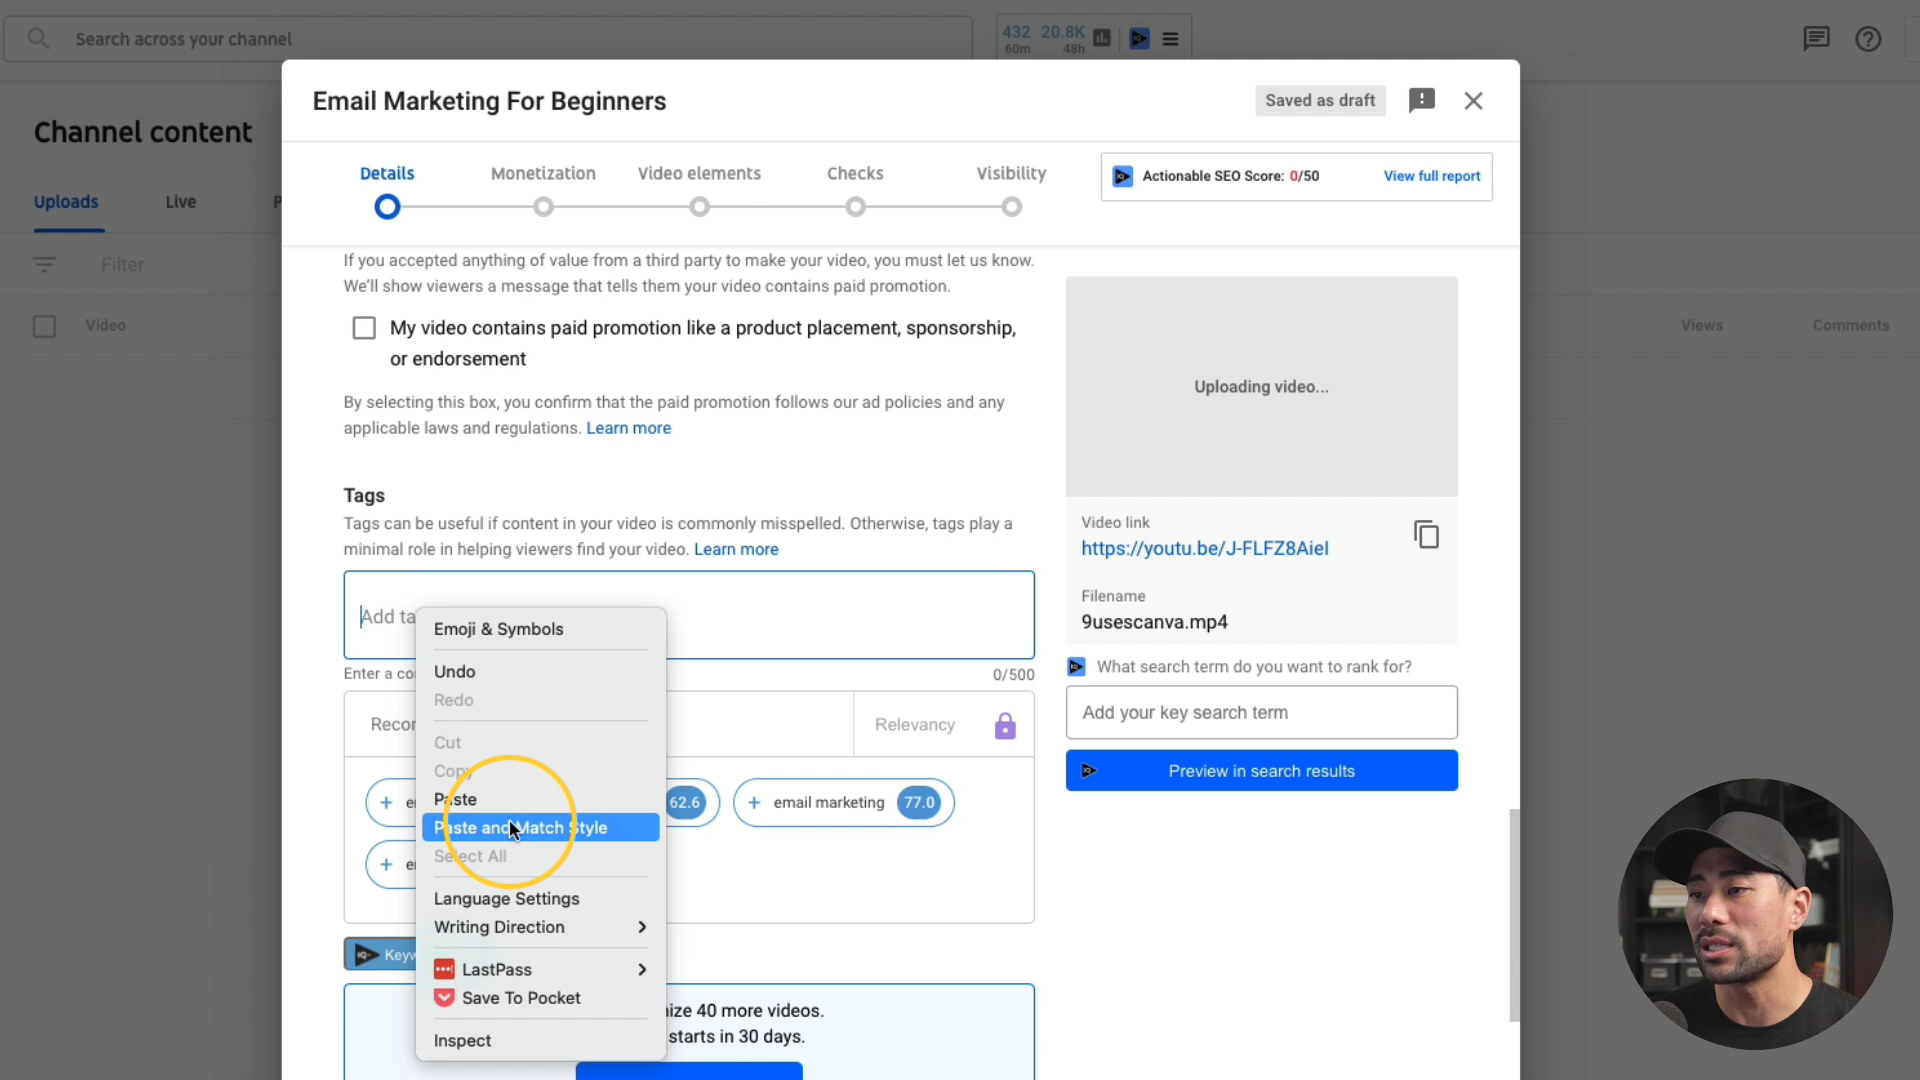 Search across your channel
432 20.8K
60m 48h
Email Marketing For Beginners
Saved as draft
Channel content
Details Monetization Video elements Checks Visibility
Actionable SEO Score: 0/50 View full report
Uploads Live P
Filter
Video Views Comments
If you accepted anything of value from a third party to make your video, you must let us know.
We'll show viewers a message that tells them your video contains paid promotion.
My video contains paid promotion like a product placement, sponsorship,
or endorsement
By selecting this box, you confirm that the paid promotion follows our ad policies and any
applicable laws and regulations. Learn more
Uploading video...
Tags
Tags can be useful if content in your video is commonly misspelled. Otherwise, tags play a
minimal role in helping viewers find your video. Learn more
Video link
https://youtu.be/J-FLFZ8AieI
Filename
9usescanva.mp4
Add ta
Enter a co 0/500
Recor Relevancy
62.6 email marketing 77.0
Emoji & Symbols
Undo
Redo
Cut
Copy
Paste
Paste and Match Style
Select All
Language Settings
Writing Direction
LastPass
Save To Pocket
Inspect
What search term do you want to rank for?
Add your key search term
Preview in search results
Keyw
ize 40 more videos.
starts in 30 days.